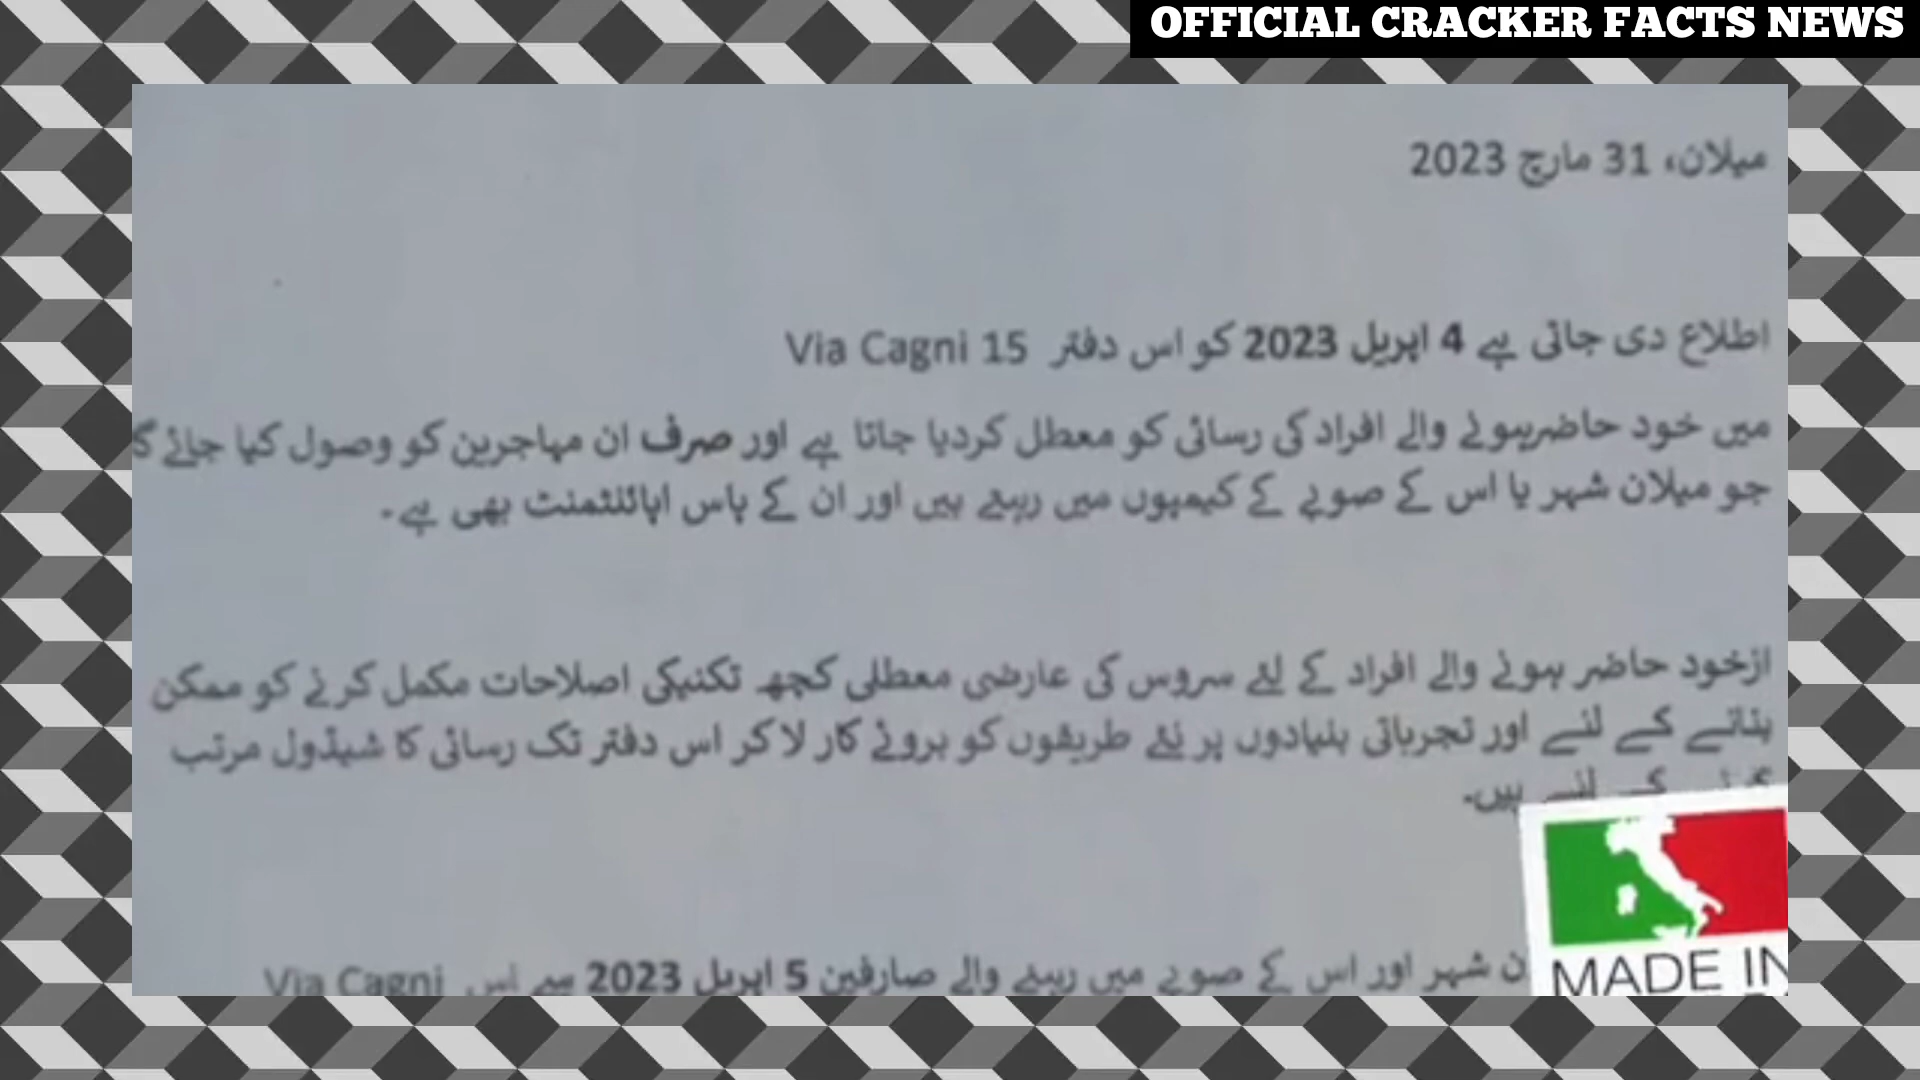 OFFICIAL CRACKER FACTS NEWS
میلان، 31 مارچ 2023
اطلاع دی جاتی ہے 4 اپریل 2023 کو اس دفتر Via Cagni 15
میں خود حاضرہونے والے افراد کی رسائی کو معطل کردیا جاتا ہے اور صرف ان مہاجرین کو وصول کیا جائے
جو میلان شہر یا اس کے صوبے کے کیمپوں میں رہتے ہیں اور ان کے پاس اپائنٹمنٹ بھی ہے۔
ازخود حاضر ہونے والے افراد کے لئے سروس کی عارضی معطلی کچھ تکنیکی اصلاحات مکمل کرنے کو ممکن
بنانے کے لئے اور تجرباتی بنیادوں پر نئے طریقوں کو بروئے کار لا کر اس دفتر تک رسائی کا شیڈول مرتب
کے لئے ہیں۔
شہر اور اس کے صوبے میں رہنے والے صارفین 5 اپریل 2023 سے اس Via Cagni
MADE IN